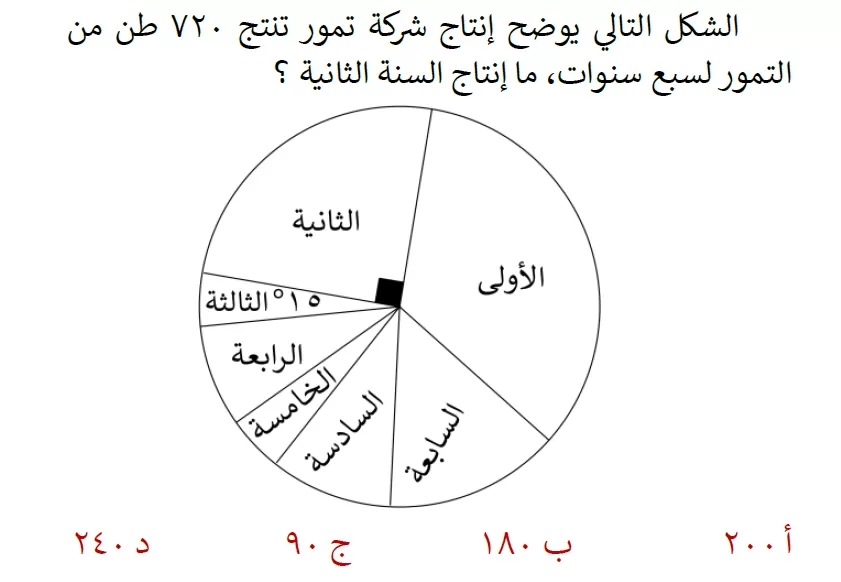 الشكل التالي يوضح إنتاج شركة تمور تنتج ٧٢٠ طن من
التمور لسبع سنوات، ما إنتاج السنة الثانية ؟
الثانية
الأولى
١٥° الثالثة
الرابعة
الخامسة
السادسة
السابعة
أ ٢٠٠ ب ١٨٠ ج ٩٠ د ٢٤٠